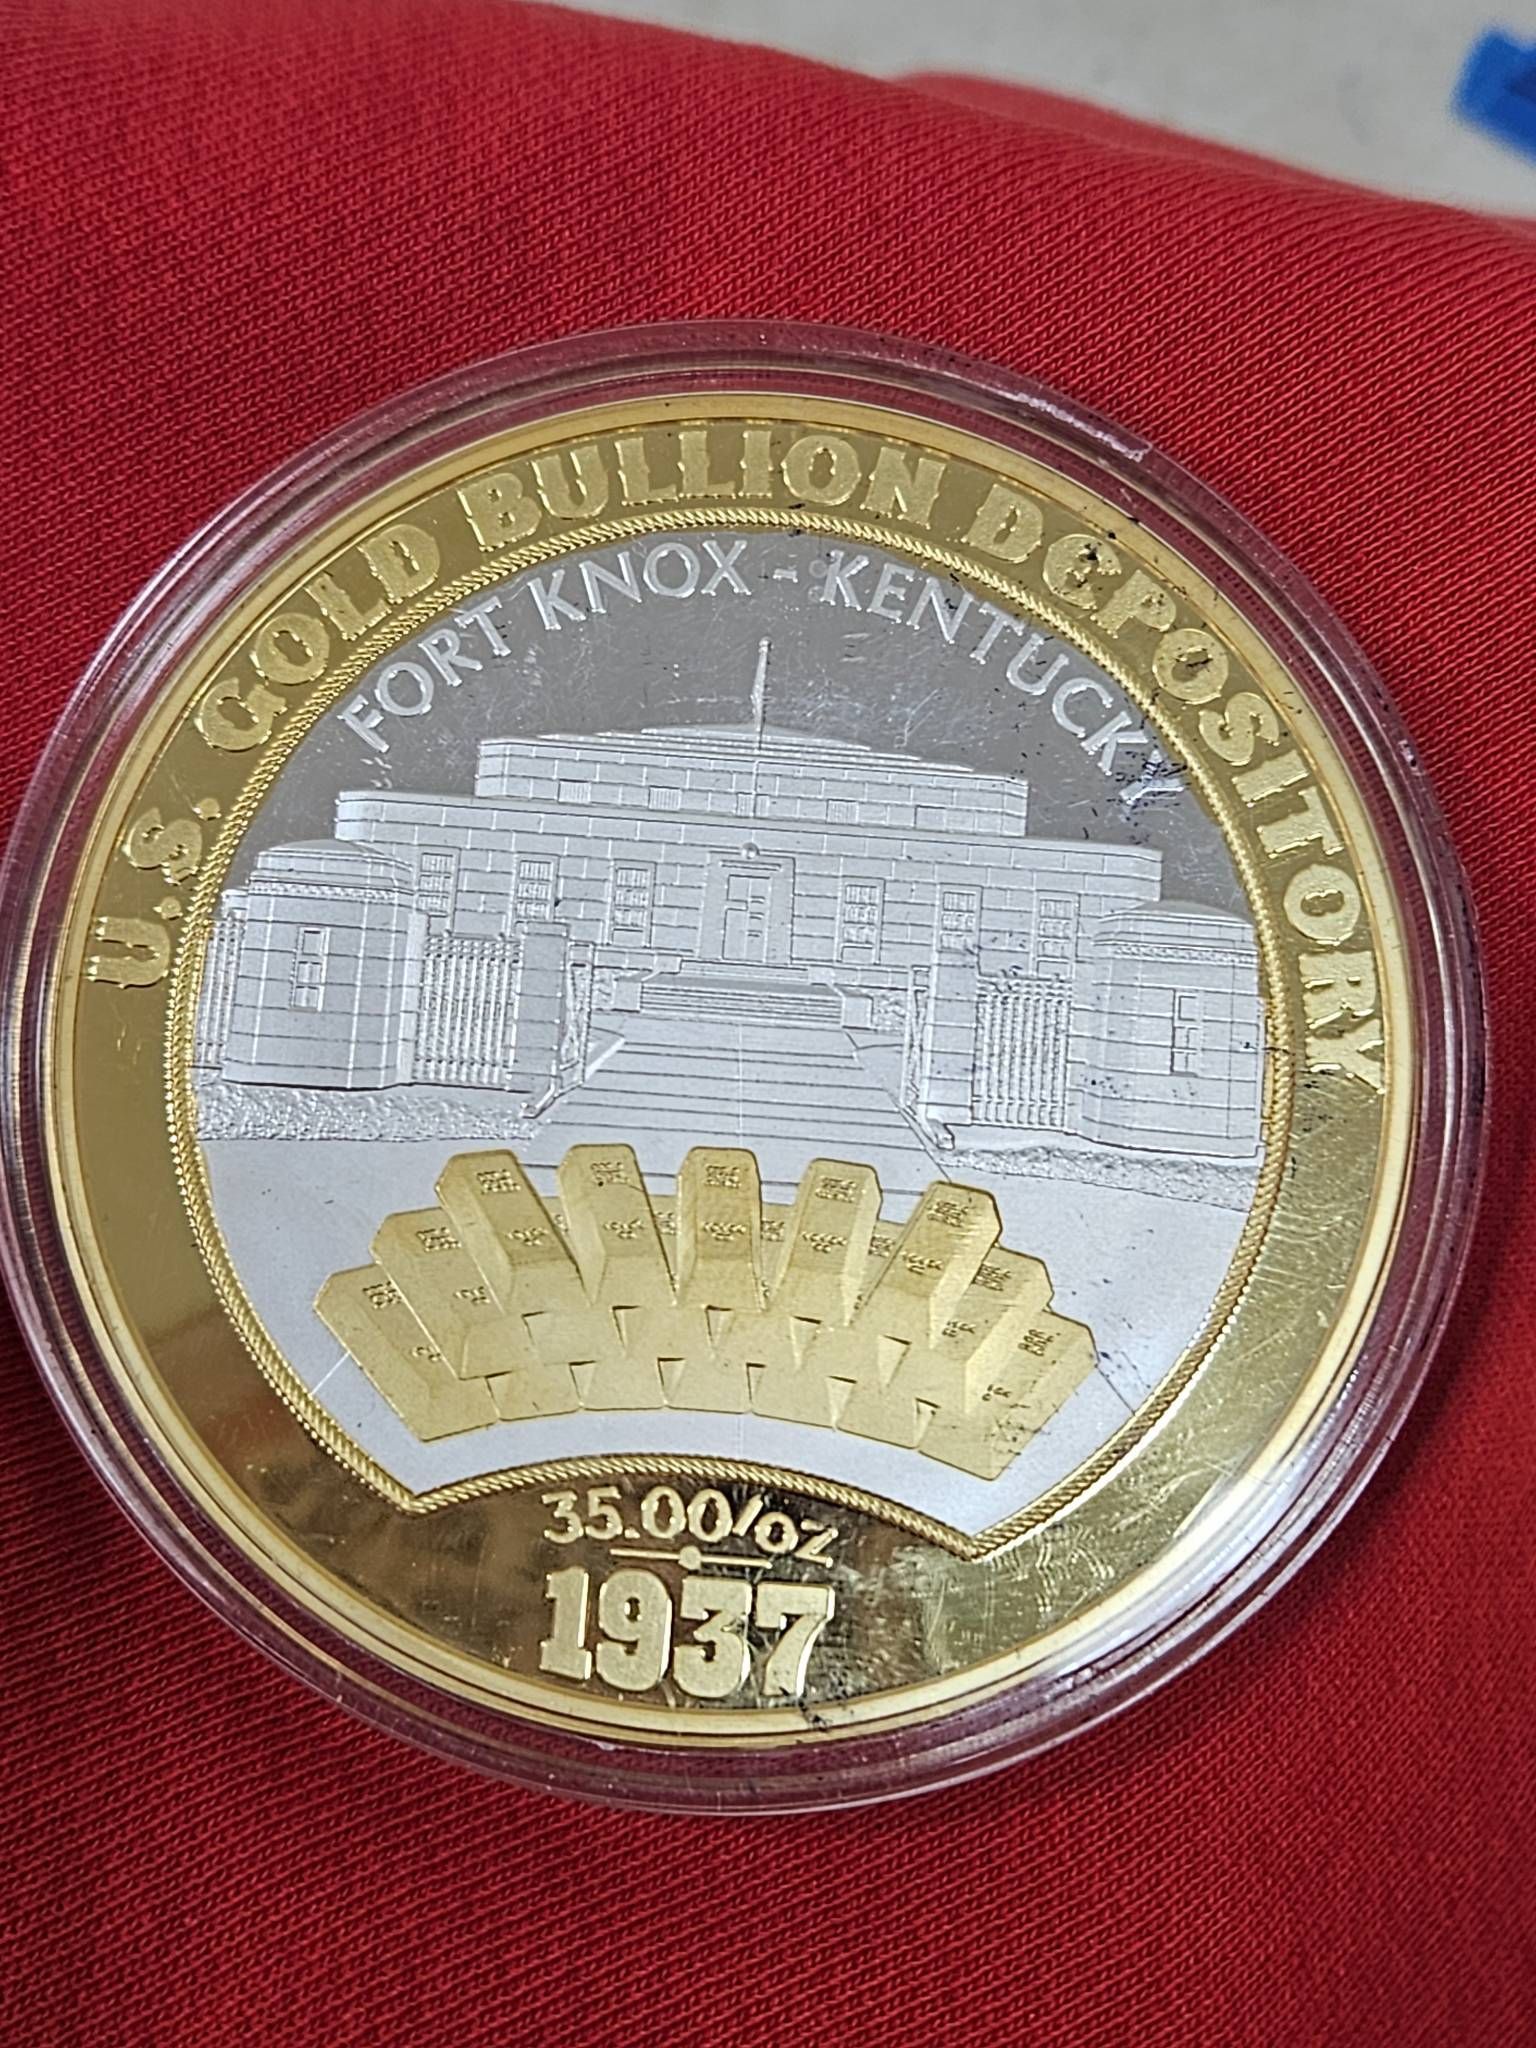 U.S. GOLD BULLION DEPOSITORY
FORT KNOX - KENTUCKY
35.00/OZ
1937